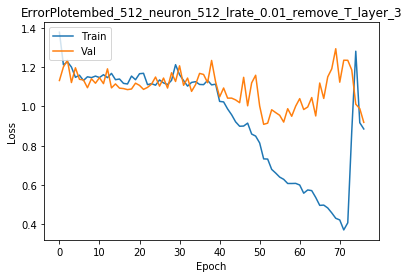 ErrorPlotembed_512_neuron_512_lrate_0.01_remove_T_layer_3
1.4
1.2
1.0
0.8
0.6
0.4
Loss
Train
Val
0 10 20 30 40 50 60 70
Epoch